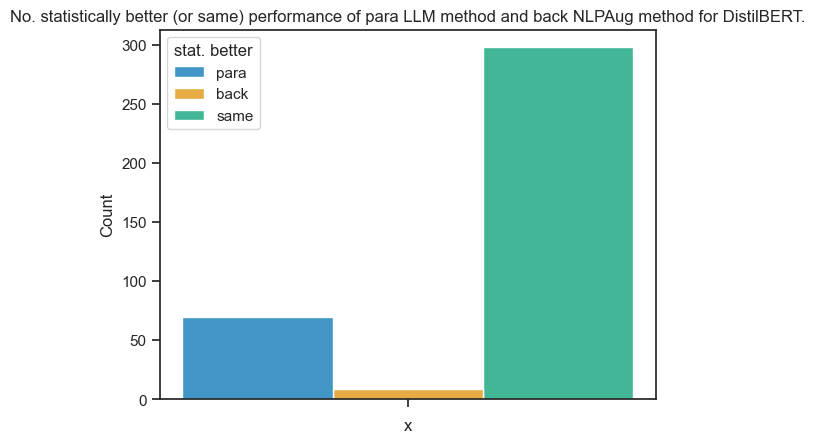 No. statistically better (or same) performance of para LLM method and back NLPAug method for DistilBERT.
stat. better
para
back
same
300
250
200
150
100
50
0
Count
x